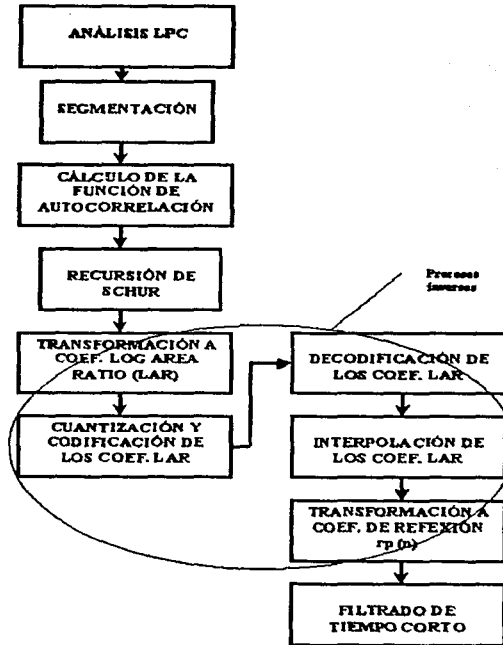 ANÁLISIS LPC
SEGMENTACIÓN
CÁLCULO DE LA
FUNCIÓN DE
AUTOCORRELACIÓN
RECURSIÓN DE
SCHUR
TRANSFORMACIÓN A
COEF. LOG AREA
RATIO (LAR)
CUANTIZACIÓN Y
CODIFICACIÓN DE
LOS COEF. LAR
Procesos
inversos
DECODIFICACIÓN DE
LOS COEF. LAR
INTERPOLACIÓN DE
LOS COEF. LAR
TRANSFORMACIÓN A
COEF. DE REFEXIÓN
rp (n)
FILTRADO DE
TIEMPO CORTO